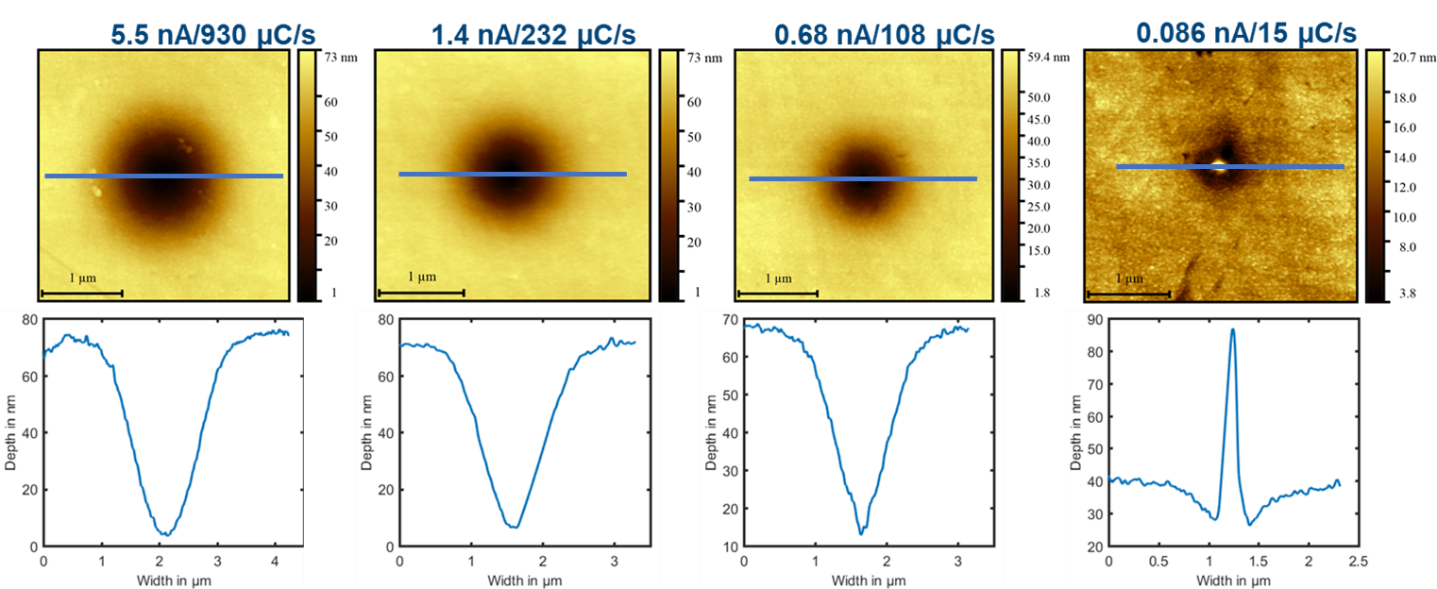 5.5 nA/930 µC/s
1.4 nA/232 µC/s
0.68 nA/108 µC/s
0.086 nA/15 µC/s
73 nm
60
50
40
30
20
1
1 µm
73 nm
60
50
40
30
20
1
1 µm
59.4 nm
50.0
45.0
40.0
35.0
30.0
25.0
20.0
15.0
1.8
1 µm
20.7 nm
18.0
16.0
14.0
12.0
10.0
8.0
3.8
1 µm
80
60
40
20
0
Depth in nm
0 1 2 3 4
Width in µm
80
60
40
20
0
Depth in nm
0 1 2 3
Width in µm
70
60
50
40
30
20
10
Depth in nm
0 1 2 3
Width in µm
90
80
70
60
50
40
30
20
Depth in nm
0 0.5 1 1.5 2 2.5
Width in µm